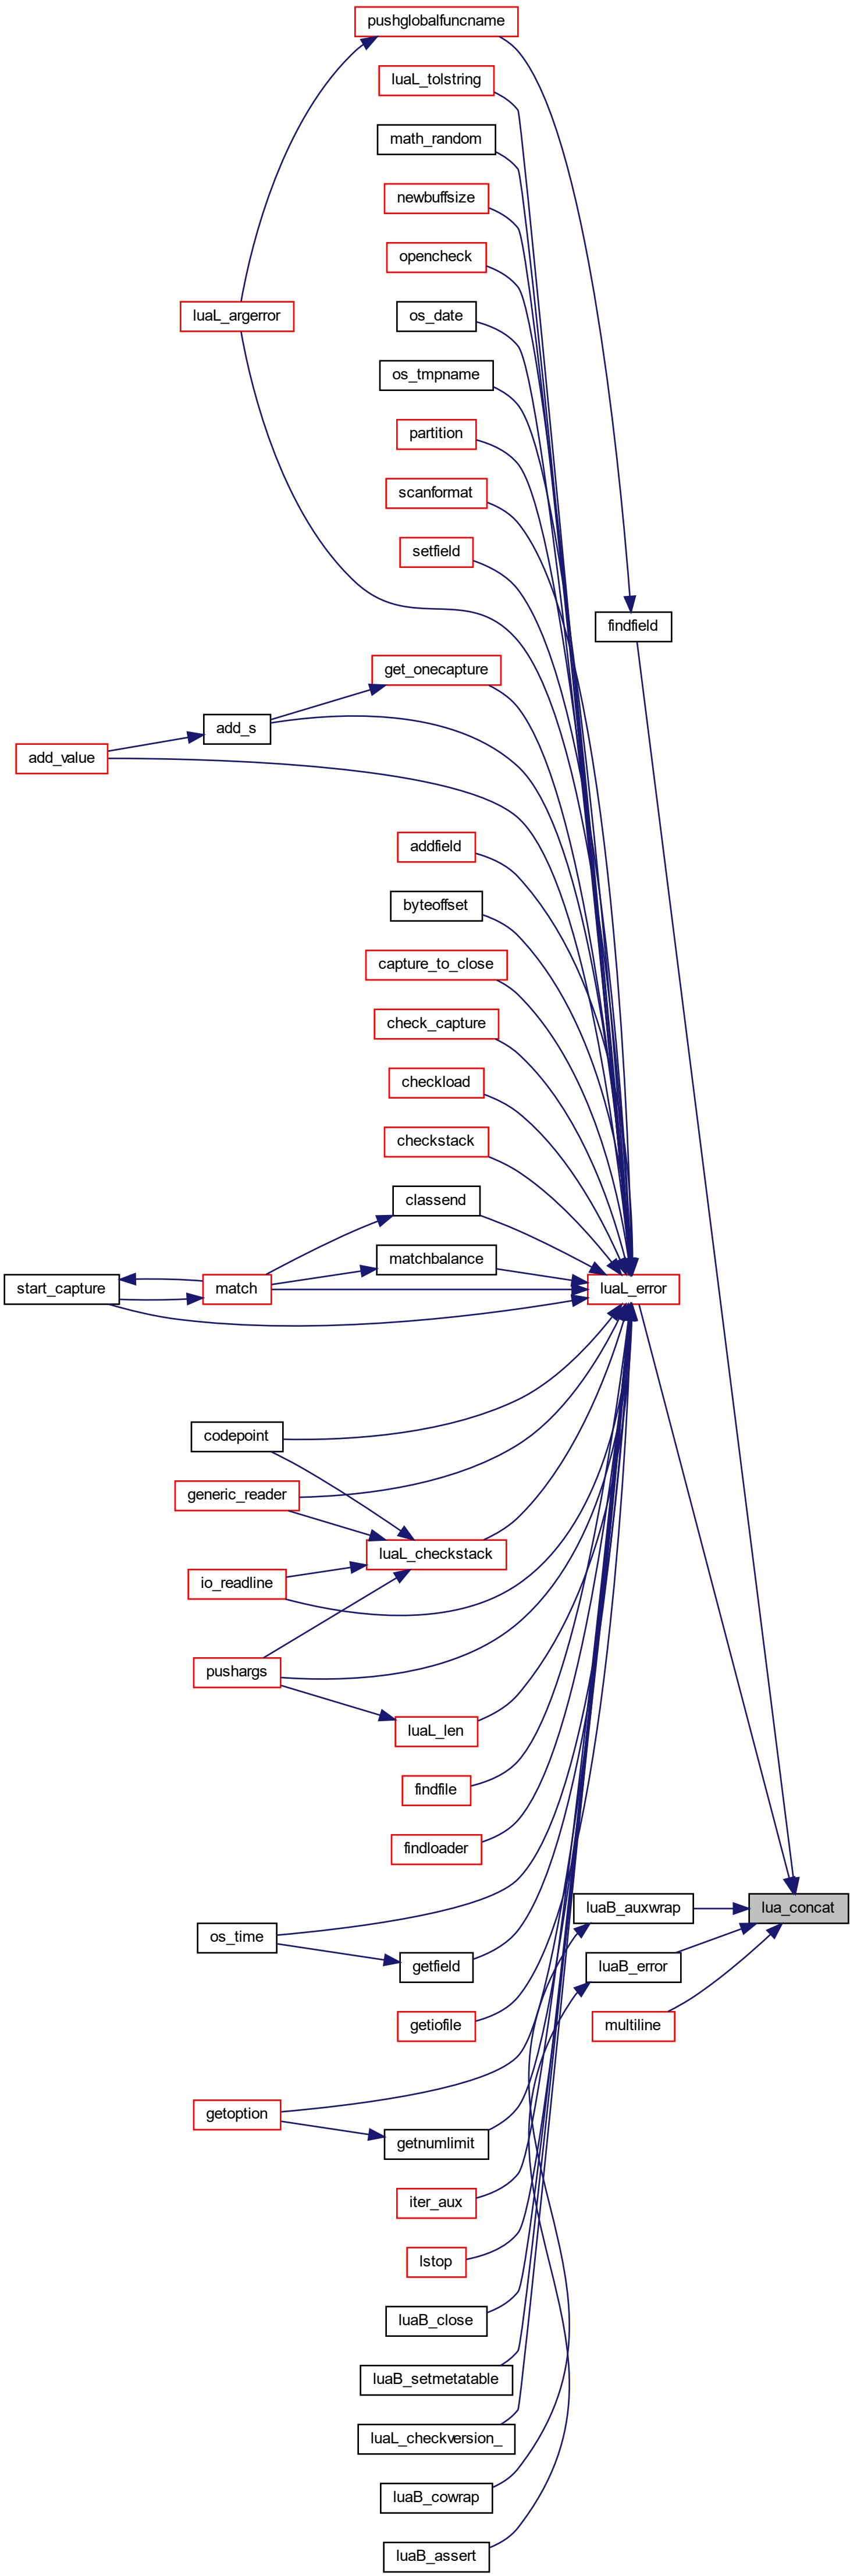 pushglobalfuncname
luaL_tolstring
math_random
newbuffsize
opencheck
luaL_argerror
os_date
os_tmpname
partition
scanformat
setfield
findfield
get_onecapture
add_s
add_value
addfield
byteoffset
capture_to_close
check_capture
checkload
checkstack
classend
matchbalance
start_capture
match
luaL_error
codepoint
generic_reader
luaL_checkstack
io_readline
pushargs
luaL_len
findfile
findloader
luaB_auxwrap
lua_concat
os_time
getfield
luaB_error
getiofile
multiline
getoption
getnumlimit
iter_aux
lstop
luaB_close
luaB_setmetatable
luaL_checkversion_
luaB_cowrap
luaB_assert